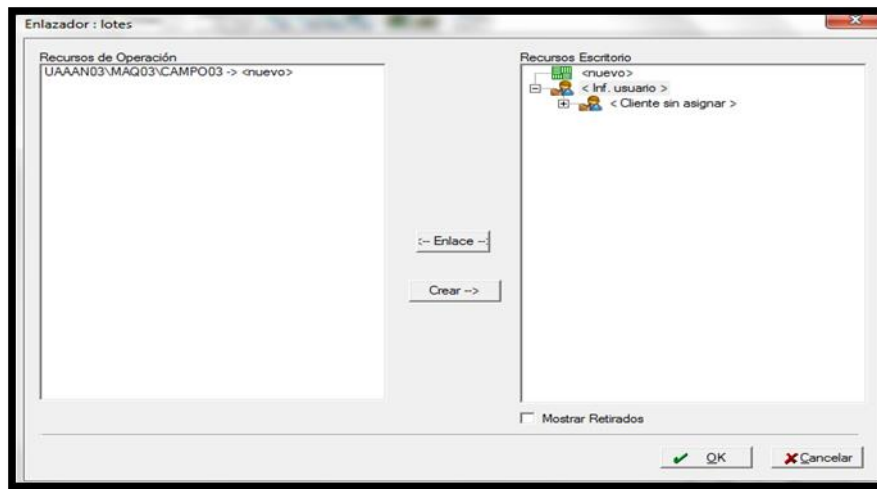 Enlazador : lotes
Recursos de Operación
UAAAN03\MAQ03\CAMPO03 -> <nuevo>
Recursos Escritorio
<nuevo>
< Inf. usuario >
< Cliente sin asignar >
<-- Enlace -->
Crear -->
Mostrar Retirados
OK
Cancelar